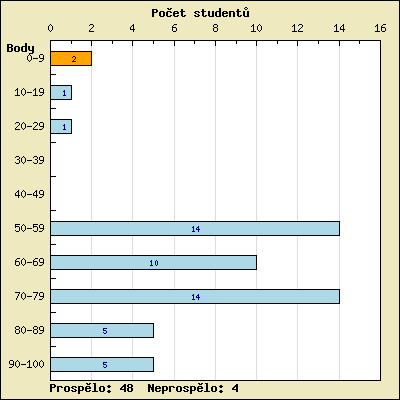 Počet studentů
0 2 4 6 8 10 12 14 16
Body
0-9 2
10-19 1
20-29 1
30-39
40-49
50-59 14
60-69 10
70-79 14
80-89 5
90-100 5
Prospělo: 48 Neprospělo: 4